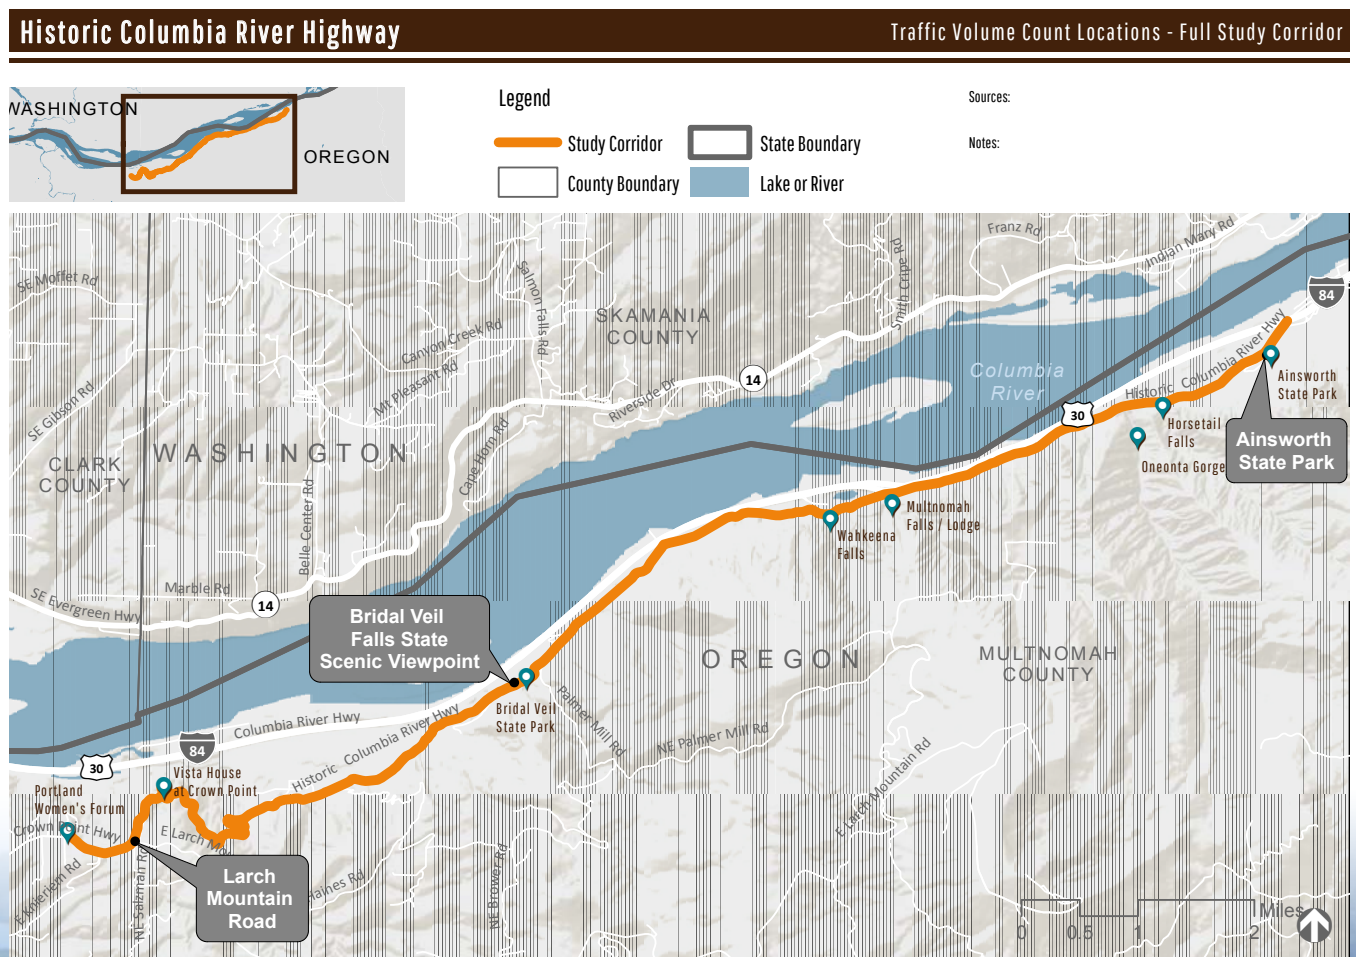 Historic Columbia River Highway
Traffic Volume Count Locations - Full Study Corridor
WASHINGTON
OREGON
Legend
Study Corridor
State Boundary
County Boundary
Lake or River
Sources:
Notes:
Franz Rd
Indian Mary Rd
Smith Cripe Rd
SE Moffet Rd
Salmon Falls Rd
84
SKAMANIA
COUNTY
Canyon Creek Rd
Mt Pleasant Rd
14
Riverside Dr
Columbia
River
Historic Columbia River Hwy
Ainsworth
State Park
SE Gibson Rd
30
Horsetail
Falls
Ainsworth
State Park
Oneonta Gorge
WASHINGTON
CLARK
COUNTY
Cape Horn Rd
Belle Center Rd
Multnomah
Falls / Lodge
Wahkeena
Falls
Marble Rd
SE Evergreen Hwy
14
Bridal Veil
Falls State
Scenic Viewpoint
OREGON
MULTNOMAH
COUNTY
Bridal Veil
State Park
Palmer Mill Rd
NE Palmer Mill Rd
Columbia River Hwy
Historic Columbia River Hwy
84
30
Vista House
at Crown Point
Portland
Women's Forum
Crown Point Hwy
E Larch Mountain Rd
E Larch Mo
Larch
Mountain
Road
E Knieriem Rd
NE Salzman Rd
Haines Rd
NE Brower Rd
Miles
0 0.5 1 2